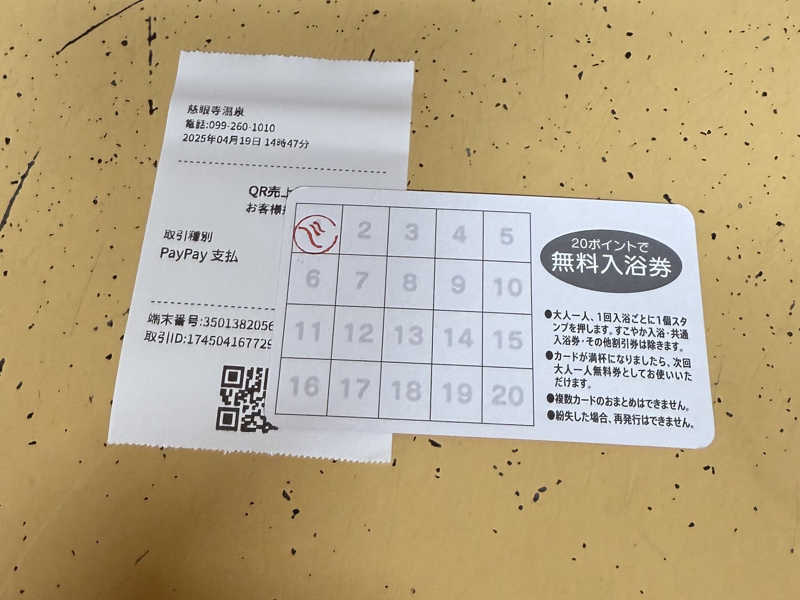 慈眼寺温泉
電話:099-260-1010
2025年04月19日 14時47分
QR売上
お客様
取引種別
PayPay 支払
端末番号:3501382056
取引ID:174504167729
2 3 4 5
6 7 8 9 10
11 12 13 14 15
16 17 18 19 20
20ポイントで
無料入浴券
●大人一人、1回入浴ごとに1個スタ
ンプを押します。すこやか入浴・共通
入浴券・その他割引券は除きます。
●カードが満杯になりましたら、次回
大人一人無料券としてお使いいた
だけます。
●複数カードのおまとめはできません。
●紛失した場合、再発行はできません。